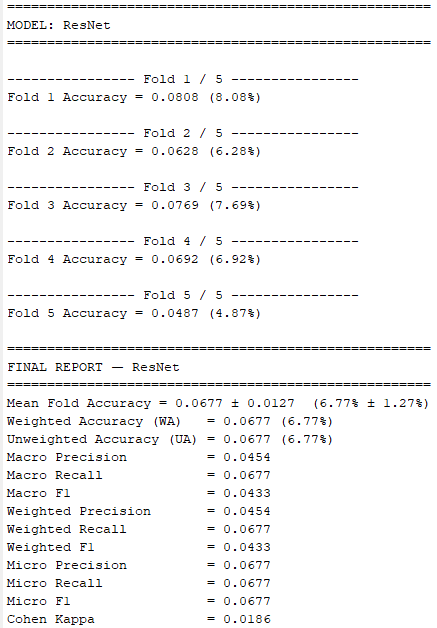 =====================================================
MODEL: ResNet
=====================================================
---------------- Fold 1 / 5 ----------------
Fold 1 Accuracy = 0.0808 (8.08%)
---------------- Fold 2 / 5 ----------------
Fold 2 Accuracy = 0.0628 (6.28%)
---------------- Fold 3 / 5 ----------------
Fold 3 Accuracy = 0.0769 (7.69%)
---------------- Fold 4 / 5 ----------------
Fold 4 Accuracy = 0.0692 (6.92%)
---------------- Fold 5 / 5 ----------------
Fold 5 Accuracy = 0.0487 (4.87%)
=====================================================
FINAL REPORT — ResNet
=====================================================
Mean Fold Accuracy = 0.0677 ± 0.0127  (6.77% ± 1.27%)
Weighted Accuracy (WA)   = 0.0677 (6.77%)
Unweighted Accuracy (UA) = 0.0677 (6.77%)
Macro Precision          = 0.0454
Macro Recall             = 0.0677
Macro F1                 = 0.0433
Weighted Precision       = 0.0454
Weighted Recall          = 0.0677
Weighted F1              = 0.0433
Micro Precision          = 0.0677
Micro Recall             = 0.0677
Micro F1                 = 0.0677
Cohen Kappa              = 0.0186